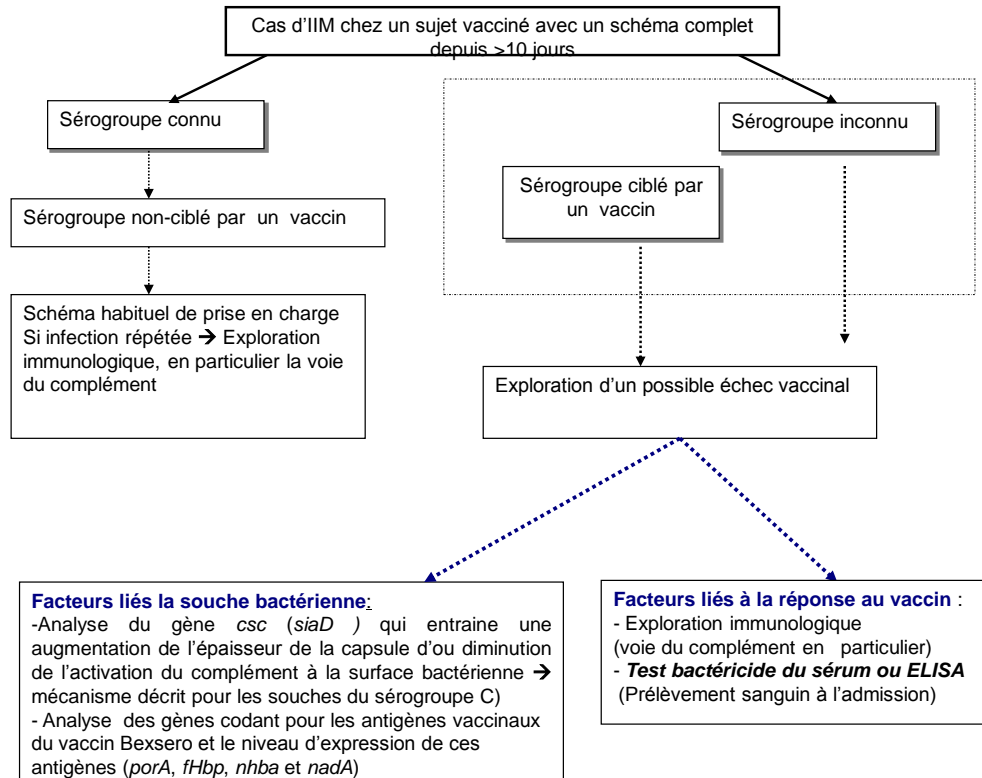 Cas d'IIM chez un sujet vacciné avec un schéma complet
depuis >10 jours
Sérogroupe connu
Sérogroupe inconnu
Sérogroupe ciblé par
un vaccin
Sérogroupe non-ciblé par un vaccin
Schéma habituel de prise en charge
Si infection répétée → Exploration
immunologique, en particulier la voie
du complément
Exploration d'un possible échec vaccinal
Facteurs liés la souche bactérienne:
-Analyse du gène csc (siaD ) qui entraine une
augmentation de l'épaisseur de la capsule d'ou diminution
de l'activation du complément à la surface bactérienne →
mécanisme décrit pour les souches du sérogroupe C)
- Analyse des gènes codant pour les antigènes vaccinaux
du vaccin Bexsero et le niveau d'expression de ces
antigènes (porA, fHbp, nhba et nadA)
Facteurs liés à la réponse au vaccin :
- Exploration immunologique
(voie du complément en particulier)
- Test bactéricide du sérum ou ELISA
(Prélèvement sanguin à l'admission)